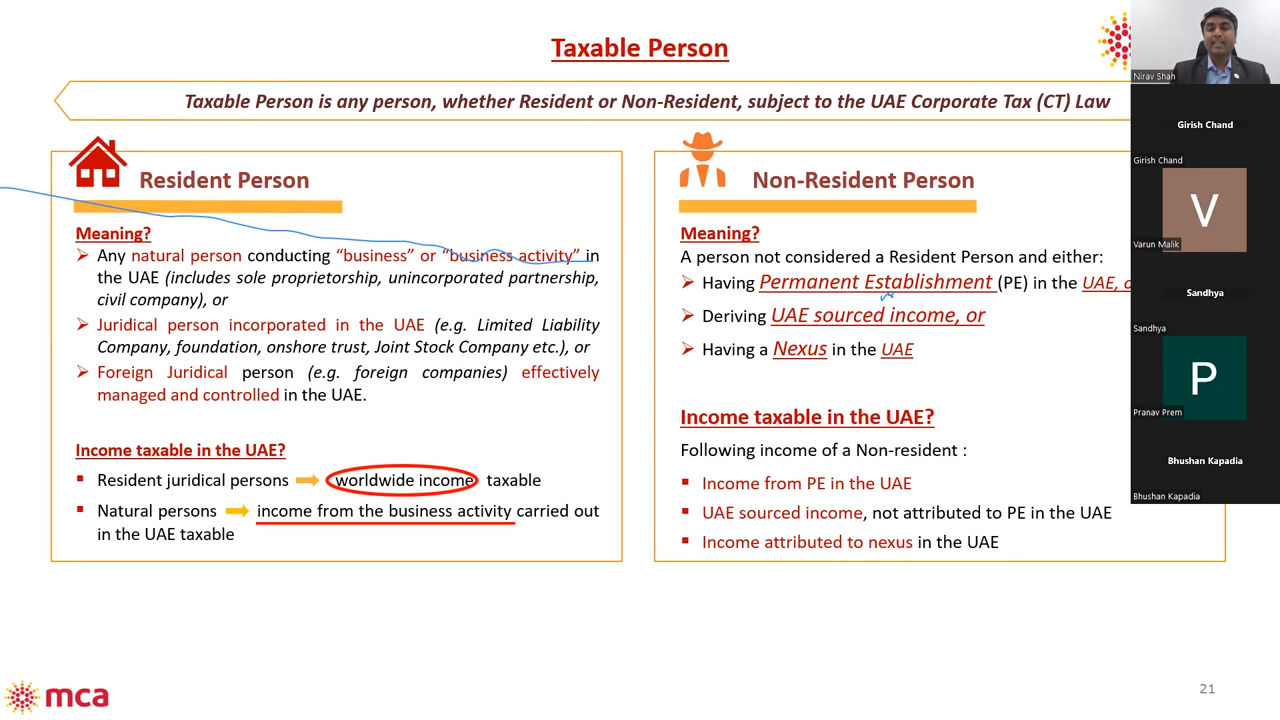 Taxable Person
Taxable Person is any person, whether Resident or Non-Resident, subject to the UAE Corporate Tax (CT) Law
Resident Person
Meaning?
➢ Any natural person conducting “business” or “business activity” in
the UAE (includes sole proprietorship, unincorporated partnership,
civil company), or
➢ Juridical person incorporated in the UAE (e.g. Limited Liability
Company, foundation, onshore trust, Joint Stock Company etc.), or
➢ Foreign Juridical person (e.g. foreign companies) effectively
managed and controlled in the UAE.
Income taxable in the UAE?
▪ Resident juridical persons worldwide income taxable
▪ Natural persons income from the business activity carried out
in the UAE taxable
Non-Resident Person
Meaning?
A person not considered a Resident Person and either:
➢ Having Permanent Establishment (PE) in the UAE,
➢ Deriving UAE sourced income, or
➢ Having a Nexus in the UAE
Income taxable in the UAE?
Following income of a Non-resident :
▪ Income from PE in the UAE
▪ UAE sourced income, not attributed to PE in the UAE
▪ Income attributed to nexus in the UAE
Nirav Shah
Girish Chand
Girish Chand
V
Varun Malik
Sandhya
Sandhya
P
Pranav Prem
Bhushan Kapadia
Bhushan Kapadia
mca
21